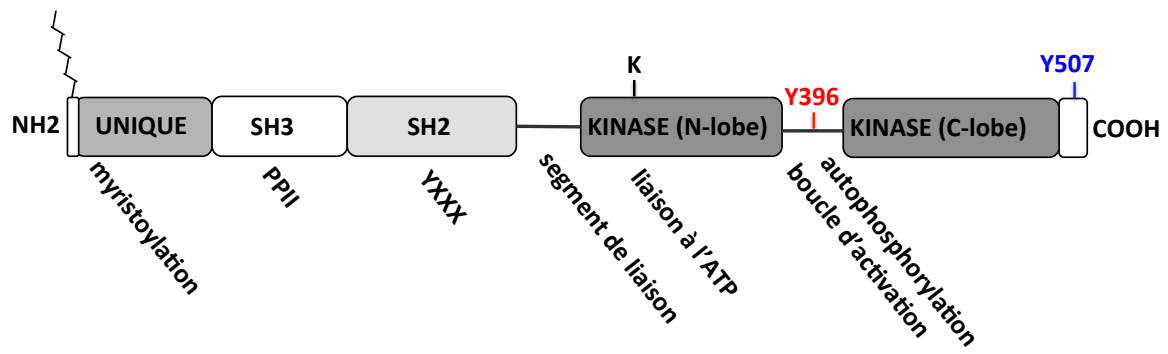 K
Y507
Y396
NH2
UNIQUE
SH3
SH2
KINASE (N-lobe)
KINASE (C-lobe)
COOH
myristoylation
PPII
YXXX
segment de liaison
liaison à l'ATP
boucle d'activation
autophosphorylation